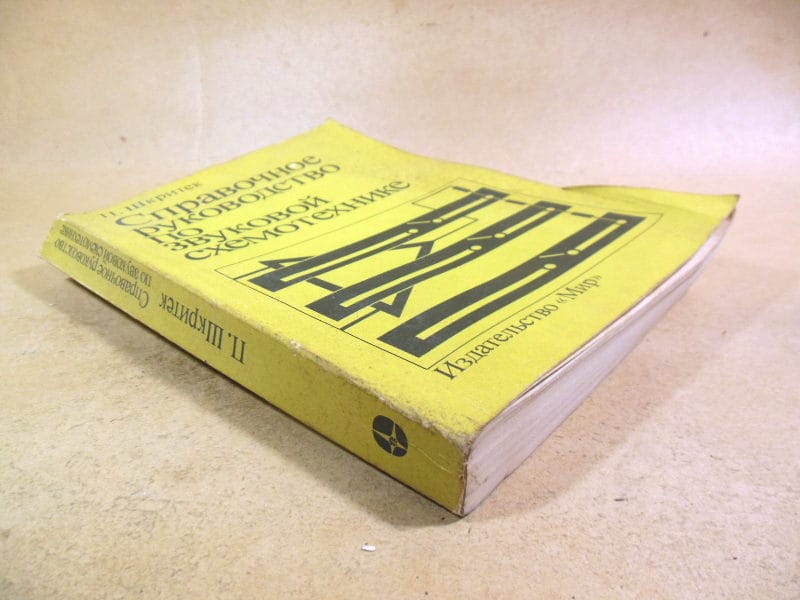 П. Шкритек
Справочное
руководство
по
звуковой
схемотехнике
Издательство «Мир»
П. Шкритек
Справочное руководство
по звуковой схемотехнике